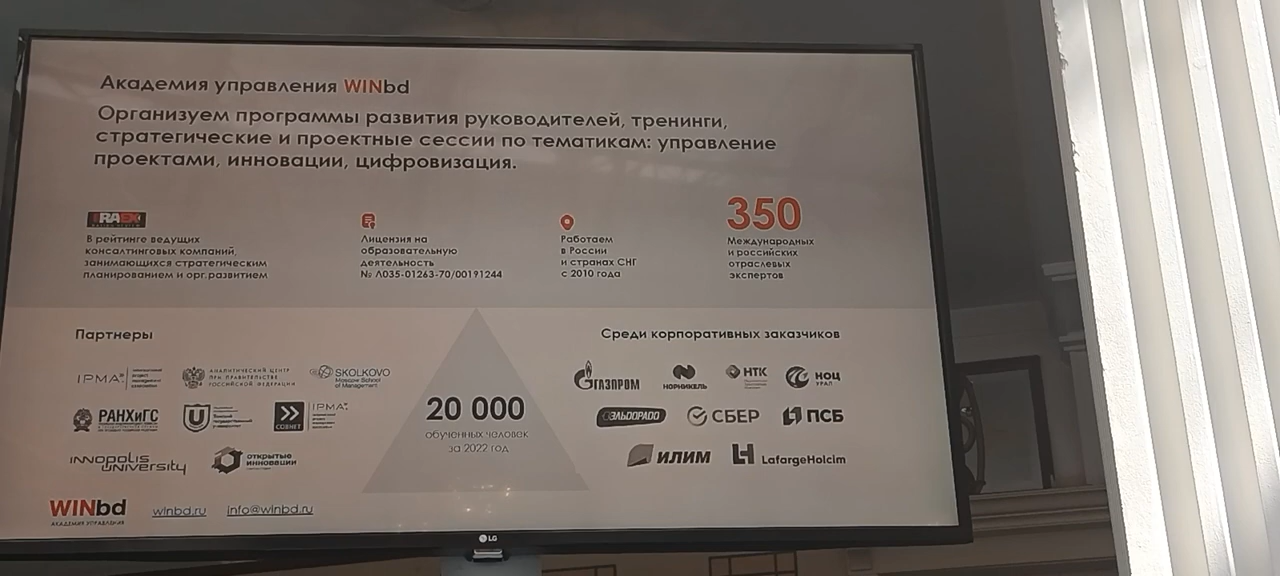 Академия управления WINbd
Организуем программы развития руководителей, тренинги,
стратегические и проектные сессии по тематикам: управление
проектами, инновации, цифровизация.
RAEX
В рейтинге ведущих
консалтинговых компаний,
занимающихся стратегическим
планированием и орг.развитием
Лицензия на
образовательную
деятельность
№ Л035-01263-70/00191244
Работаем
в России
и странах СНГ
с 2010 года
350
Международных
и российских
отраслевых
экспертов
Партнеры
IPMA
АНАЛИТИЧЕСКИЙ ЦЕНТР
ПРИ ПРАВИТЕЛЬСТВЕ
РОССИЙСКОЙ ФЕДЕРАЦИИ
SKOLKOVO
Moscow School
of Management
РАНХиГС
СОВНЕТ
IPMA
INNOPOLIS
UNIVERSITY
ОТКРЫТЫЕ
ИННОВАЦИИ
20 000
обученных человек
за 2022 год
Среди корпоративных заказчиков
ГАЗПРОМ
НОРНИКЕЛЬ
НТК
НОЦ
УРАЛ
ЭЛЬДОРАДО
СБЕР
ПСБ
ИЛИМ
LafargeHolcim
WINbd
АКАДЕМИЯ УПРАВЛЕНИЯ
winbd.ru
info@winbd.ru
LG